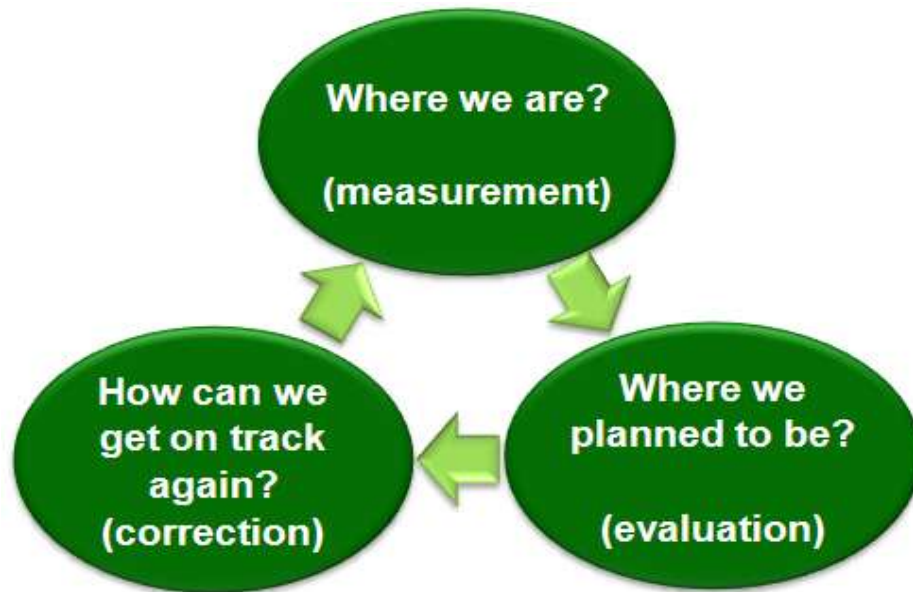 Where we are?
(measurement)
How can we
get on track
again?
(correction)
Where we
planned to be?
(evaluation)